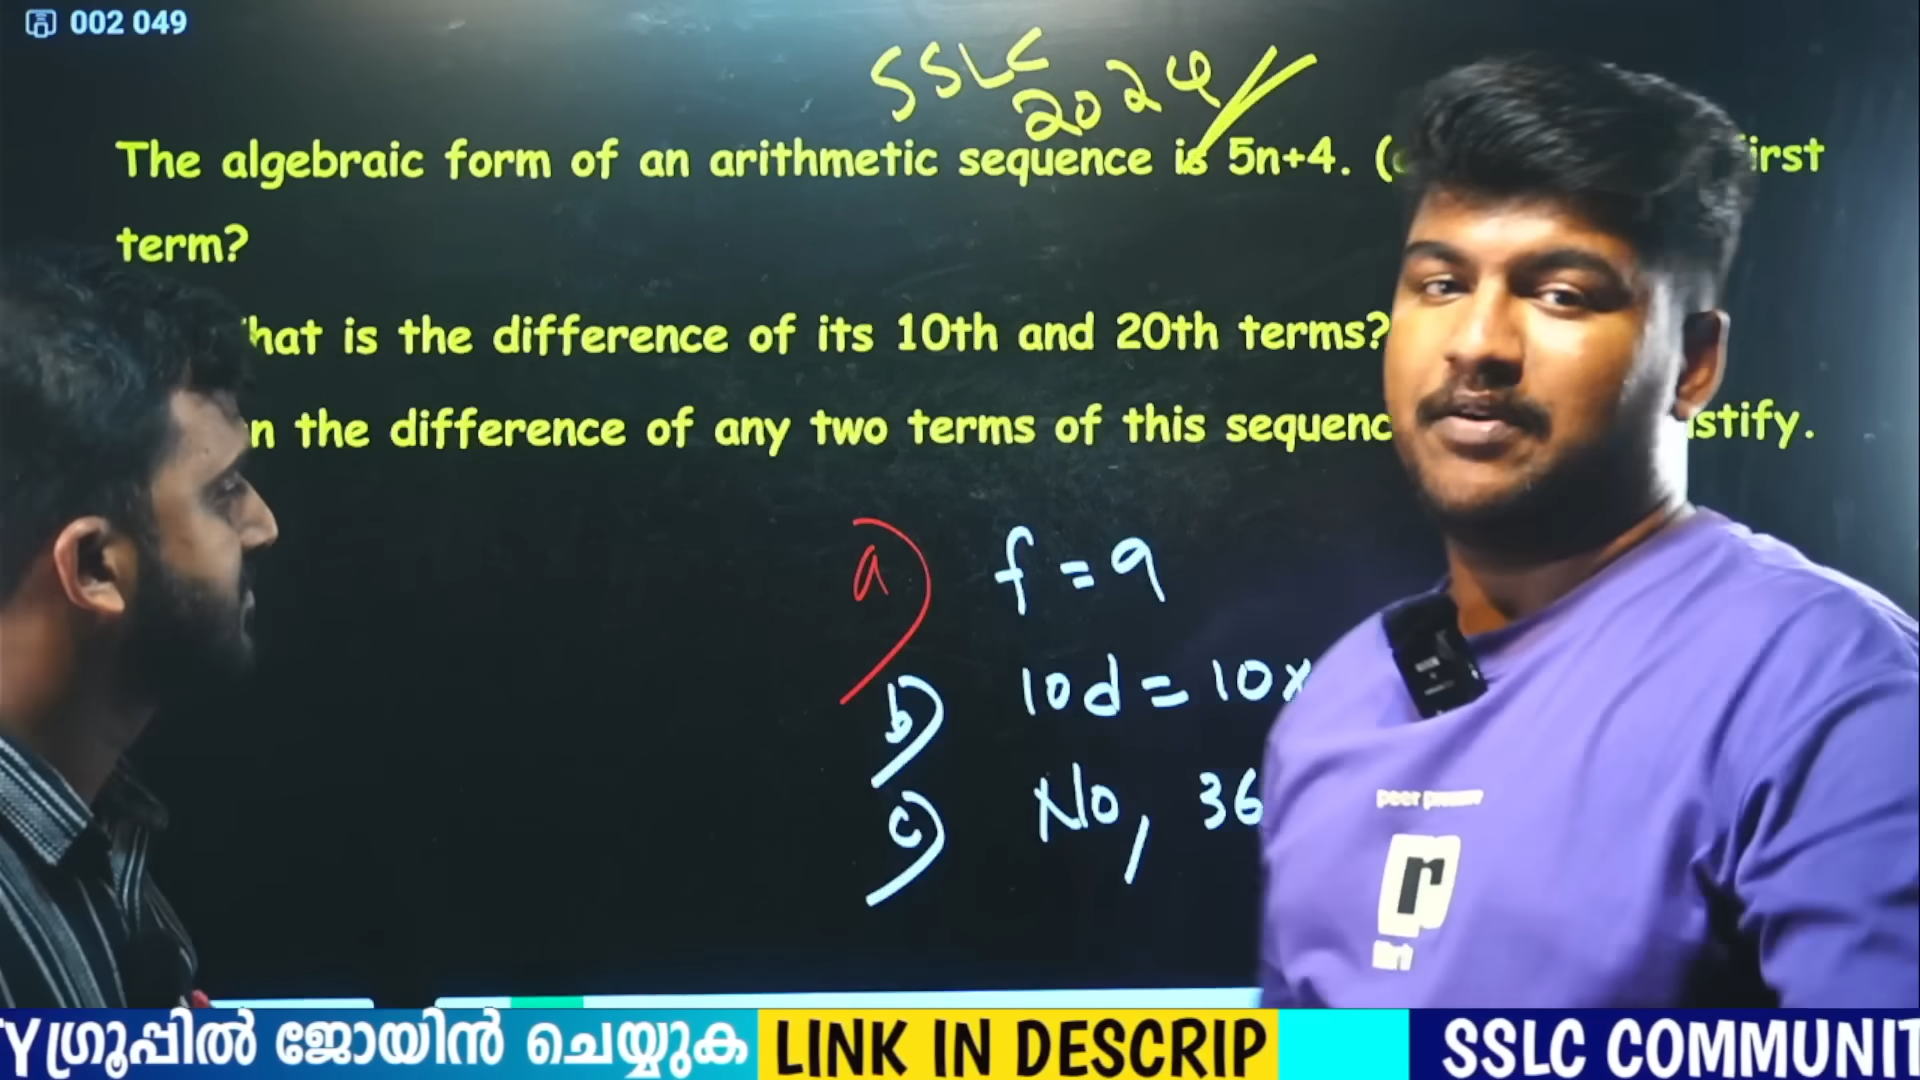 002 049
SSLC
2024
The algebraic form of an arithmetic sequence is 5n+4. ( irst
term?
hat is the difference of its 10th and 20th terms?
n the difference of any two terms of this sequenc stify.
a) f = 9
b) 10d = 10x
c) No, 36
r
Y ഗ്രൂപ്പിൽ ജോയിൻ ചെയ്യുക LINK IN DESCRIP SSLC COMMUNIT